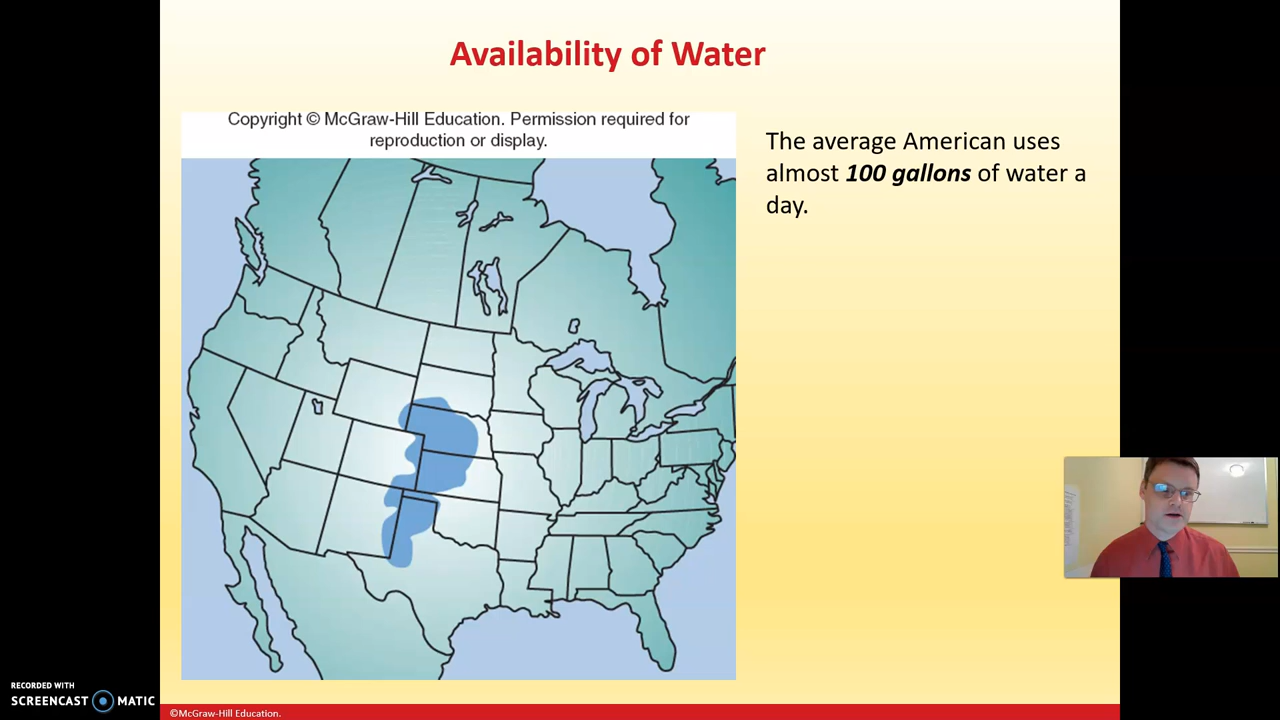 Availability of Water
Copyright © McGraw-Hill Education. Permission required for
reproduction or display.
The average American uses
almost 100 gallons of water a
day.
RECORDED WITH
SCREENCAST MATIC
©McGraw-Hill Education.